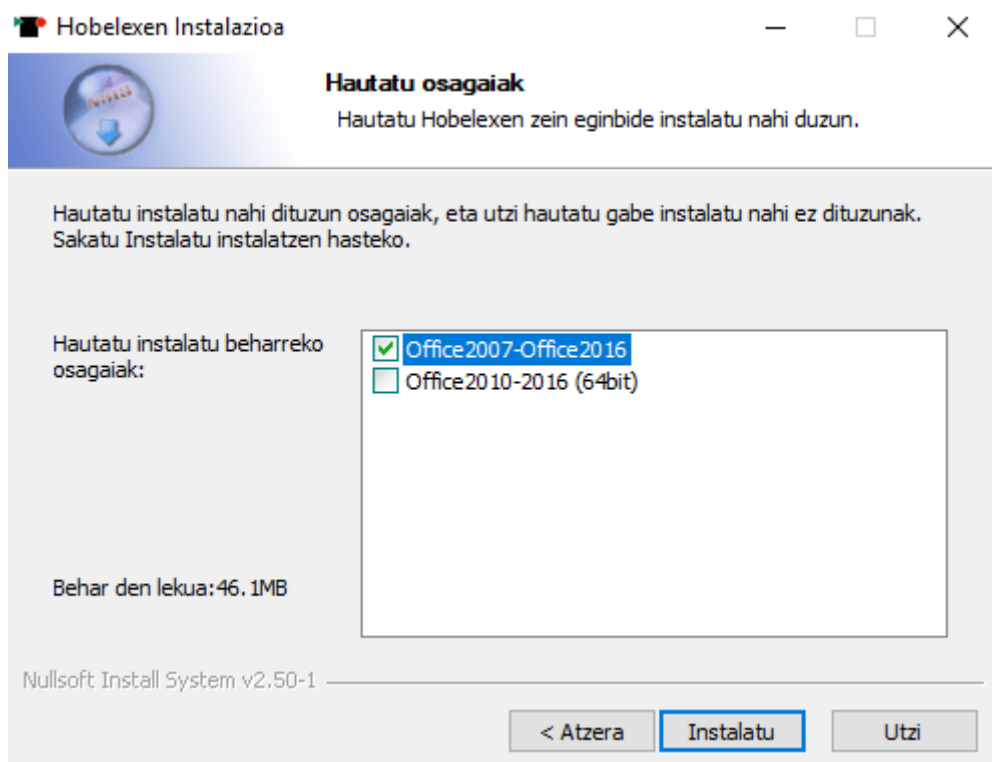 Hobelexen Instalazioa
Hautatu osagaiak
Hautatu Hobelexen zein eginbide instalatu nahi duzun.
Hautatu instalatu nahi dituzun osagaiak, eta utzi hautatu gabe instalatu nahi ez dituzunak.
Sakatu Instalatu instalatzen hasteko.
Hautatu instalatu beharreko
osagaiak:
Office2007-Office2016
Office2010-2016 (64bit)
Behar den lekua:46.1MB
Nullsoft Install System v2.50-1
< Atzera
Instalatu
Utzi